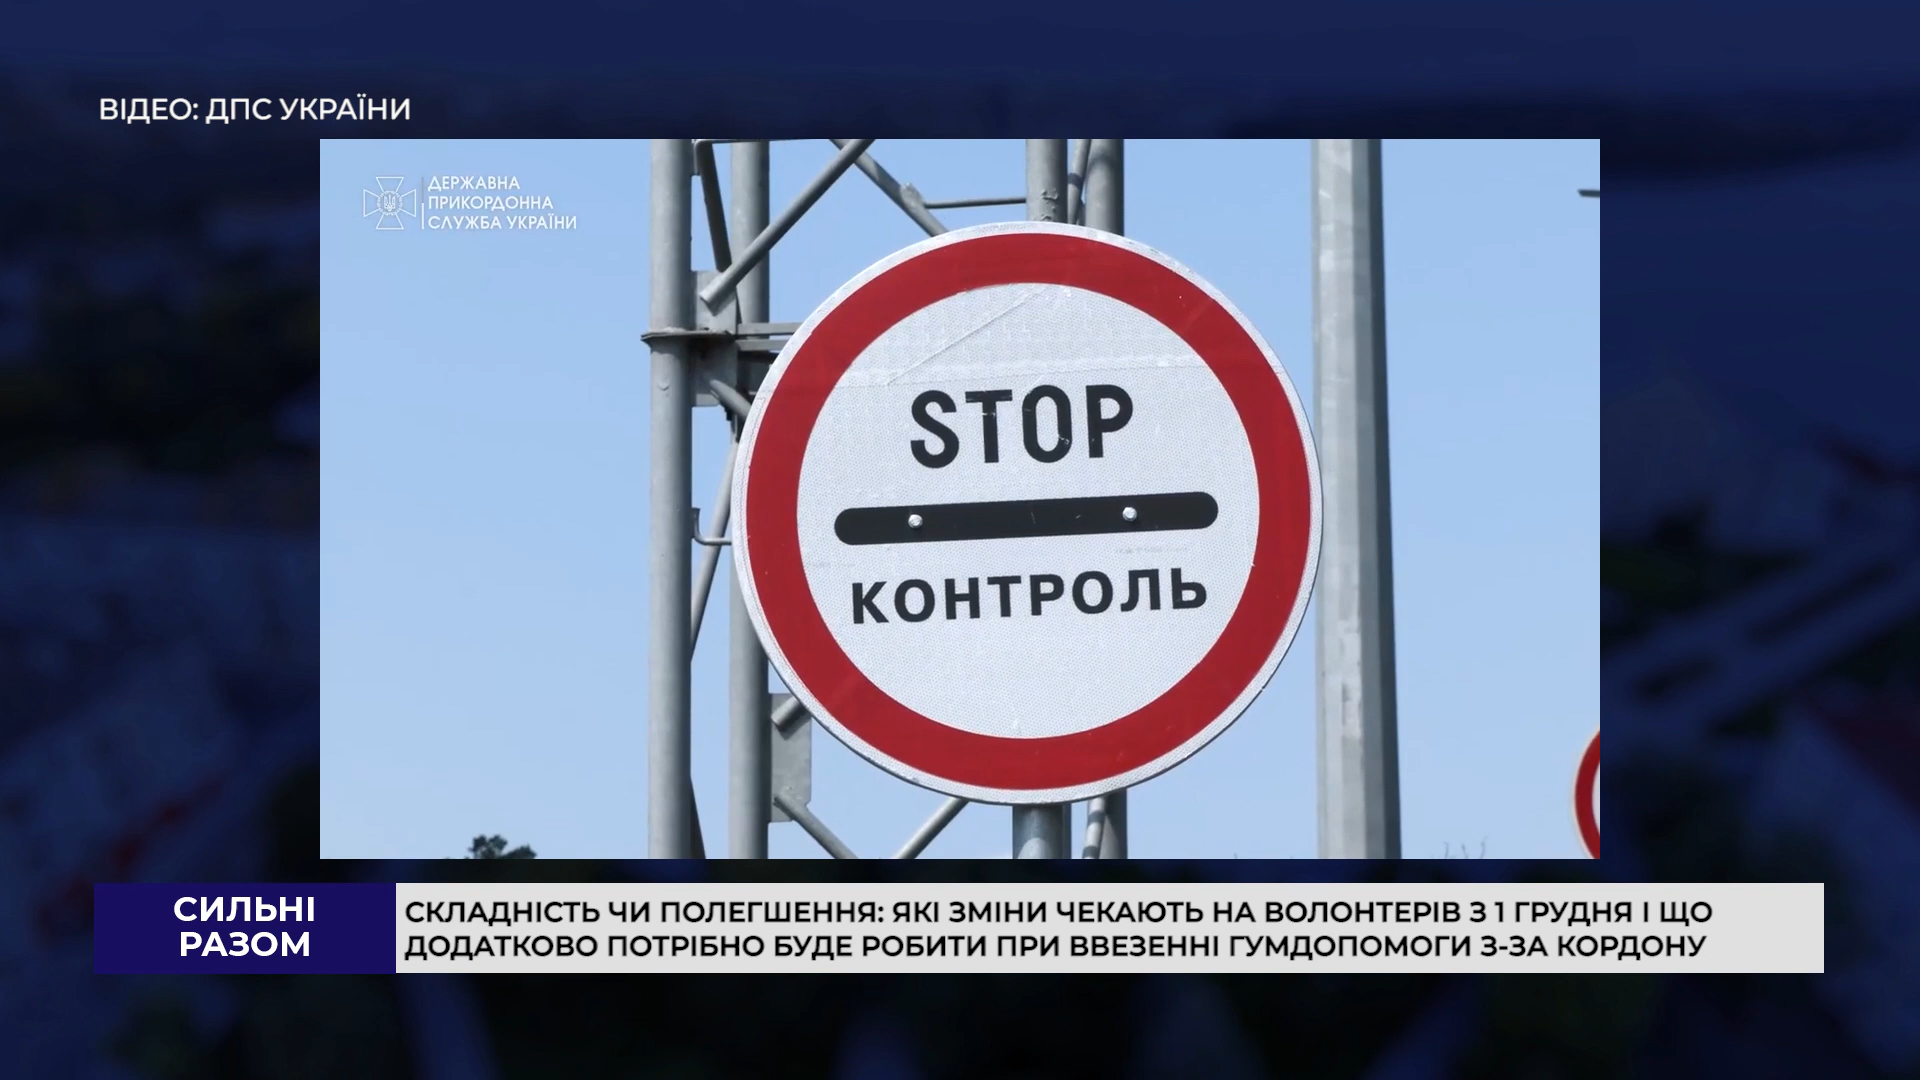 ВІДЕО: ДПС УКРАЇНИ
ДЕРЖАВНА
ПРИКОРДОННА
СЛУЖБА УКРАЇНИ
STOP
КОНТРОЛЬ
СИЛЬНІ
РАЗОМ
СКЛАДНІСТЬ ЧИ ПОЛЕГШЕННЯ: ЯКІ ЗМІНИ ЧЕКАЮТЬ НА ВОЛОНТЕРІВ З 1 ГРУДНЯ І ЩО
ДОДАТКОВО ПОТРІБНО БУДЕ РОБИТИ ПРИ ВВЕЗЕННІ ГУМДОПОМОГИ З-ЗА КОРДОНУ